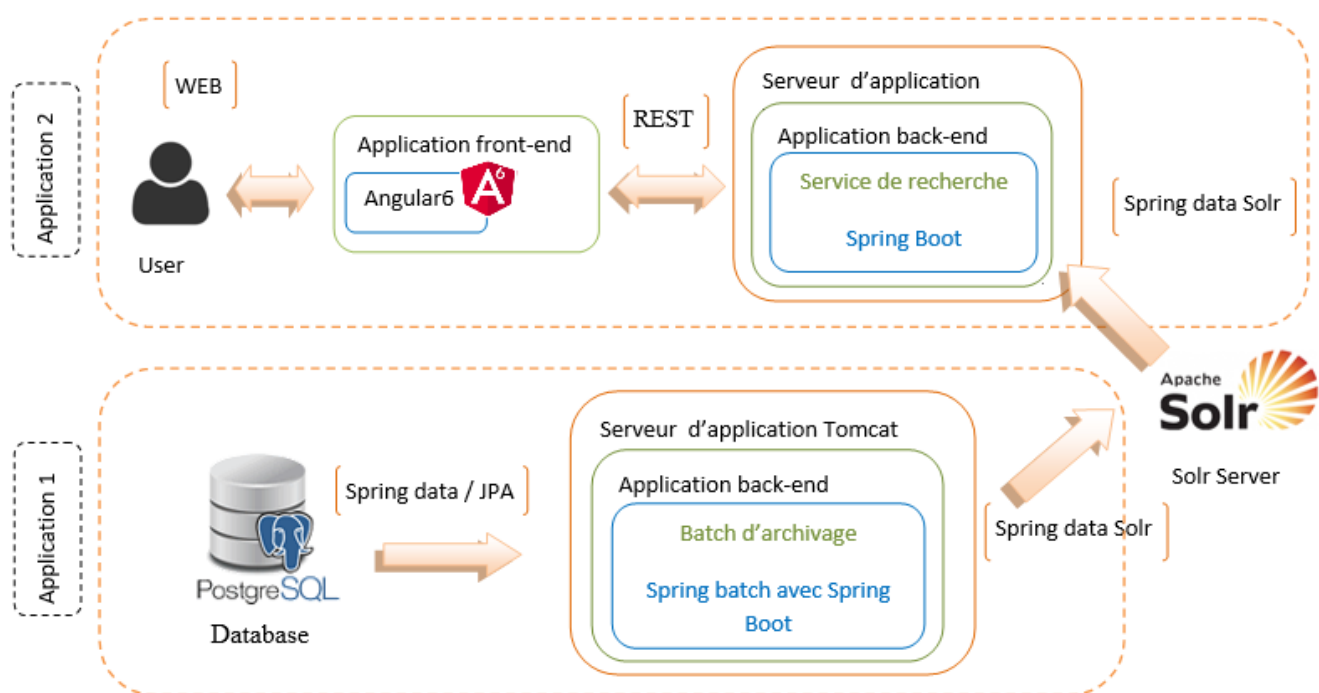 Application 2
WEB
User
Application front-end
Angular6
A6
REST
Serveur d'application
Application back-end
Service de recherche
Spring Boot
Spring data Solr
Apache
Solr
Solr Server
Application 1
PostgreSQL
Database
Spring data / JPA
Serveur d'application Tomcat
Application back-end
Batch d'archivage
Spring batch avec Spring
Boot
Spring data Solr